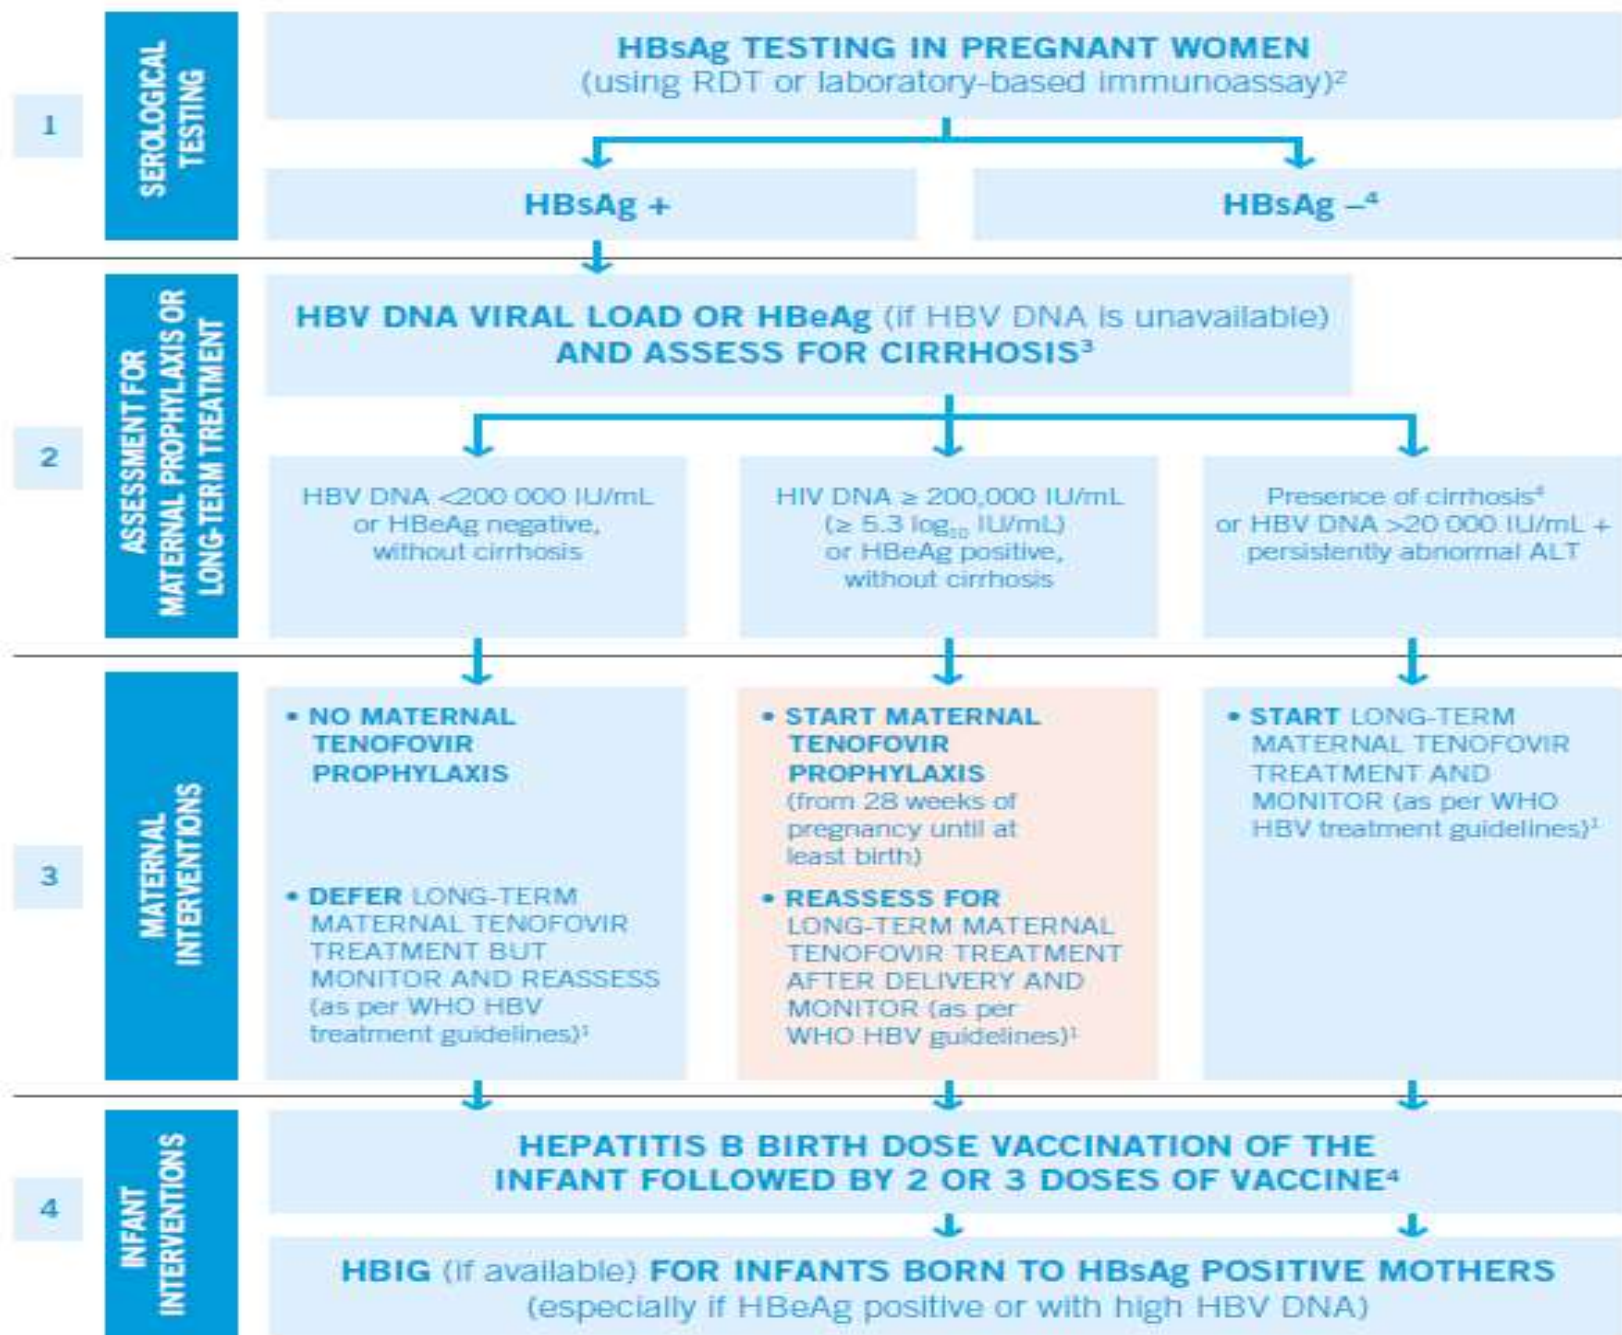 1
SEROLOGICAL
TESTING
HBsAg TESTING IN PREGNANT WOMEN
(using RDT or laboratory-based immunoassay)²
HBsAg +
HBsAg –⁴
2
ASSESSMENT FOR
MATERNAL PROPHYLAXIS OR
LONG-TERM TREATMENT
HBV DNA VIRAL LOAD OR HBeAg (if HBV DNA is unavailable)
AND ASSESS FOR CIRRHOSIS³
HBV DNA <200 000 IU/mL
or HBeAg negative,
without cirrhosis
HIV DNA ≥ 200,000 IU/mL
(≥ 5.3 log₁₀ IU/mL)
or HBeAg positive,
without cirrhosis
Presence of cirrhosis⁴
or HBV DNA >20 000 IU/mL +
persistently abnormal ALT
3
MATERNAL
INTERVENTIONS
• NO MATERNAL
TENOFOVIR
PROPHYLAXIS
• DEFER LONG-TERM
MATERNAL TENOFOVIR
TREATMENT BUT
MONITOR AND REASSESS
(as per WHO HBV
treatment guidelines)¹
• START MATERNAL
TENOFOVIR
PROPHYLAXIS
(from 28 weeks of
pregnancy until at
least birth)
• REASSESS FOR
LONG-TERM MATERNAL
TENOFOVIR TREATMENT
AFTER DELIVERY AND
MONITOR (as per
WHO HBV guidelines)¹
• START LONG-TERM
MATERNAL TENOFOVIR
TREATMENT AND
MONITOR (as per WHO
HBV treatment guidelines)¹
4
INFANT
INTERVENTIONS
HEPATITIS B BIRTH DOSE VACCINATION OF THE
INFANT FOLLOWED BY 2 OR 3 DOSES OF VACCINE⁴
HBIG (if available) FOR INFANTS BORN TO HBsAg POSITIVE MOTHERS
(especially if HBeAg positive or with high HBV DNA)